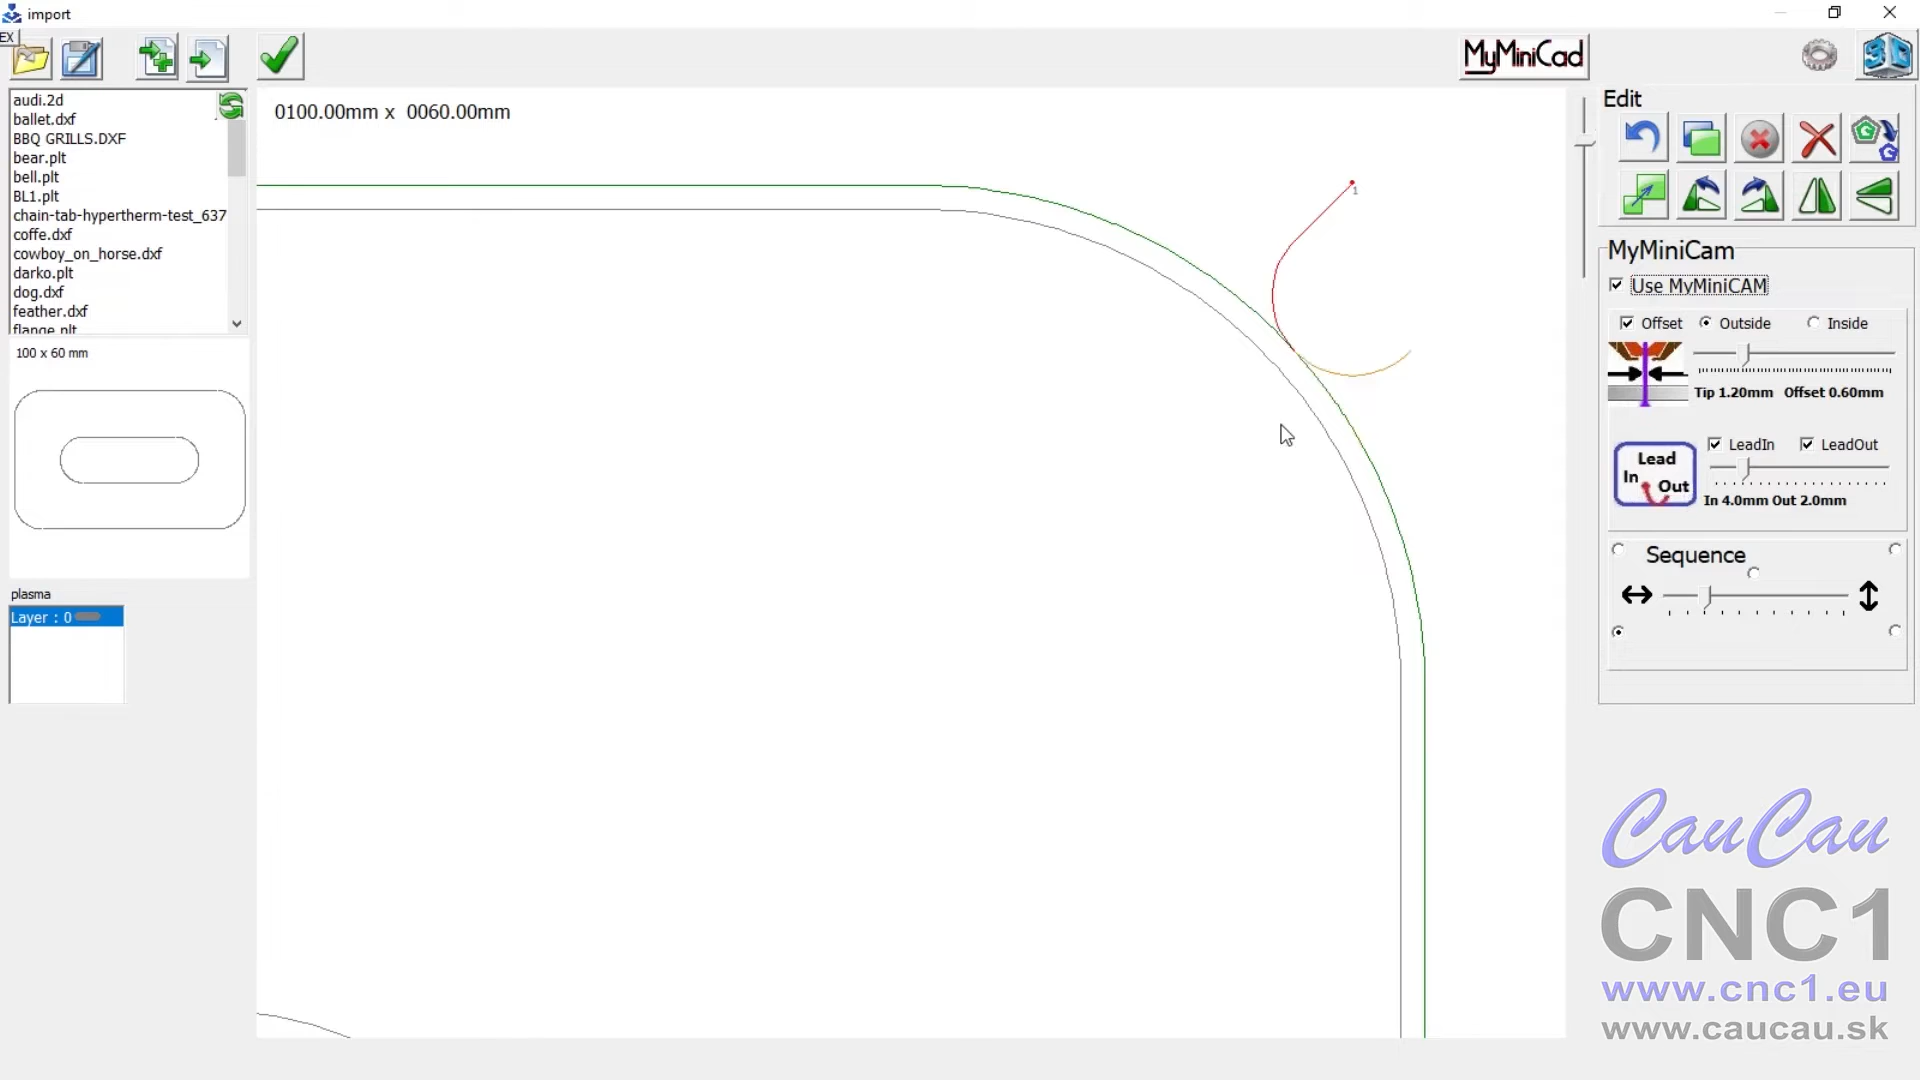 import
EX
MyMiniCad
3D
audi.2d
ballet.dxf
BBQ GRILLS.DXF
bear.plt
bell.plt
BL1.plt
chain-tab-hypertherm-test_637
coffe.dxf
cowboy_on_horse.dxf
darko.plt
dog.dxf
feather.dxf
flange.plt
100 x 60 mm
plasma
Layer : 0
0100.00mm x 0060.00mm
1
Edit
G
G
MyMiniCam
Use MyMiniCAM
Offset Outside Inside
Tip 1.20mm Offset 0.60mm
LeadIn LeadOut
Lead
In
Out
In 4.0mm Out 2.0mm
Sequence
CauCau
CNC1
www.cnc1.eu
www.caucau.sk